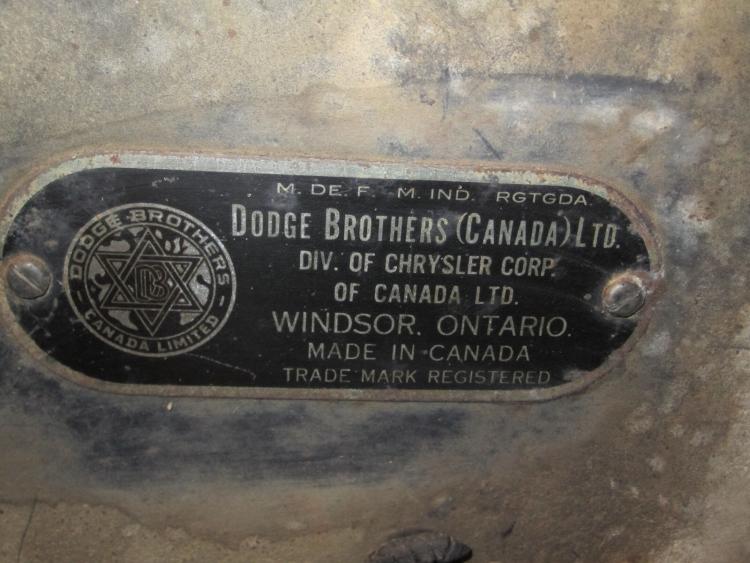 M. DE. F. M. IND. RGTGDA.
DODGE BROTHERS (CANADA) LTD.
DIV. OF CHRYSLER CORP.
OF CANADA LTD.
WINDSOR. ONTARIO.
MADE IN CANADA
TRADE MARK REGISTERED
DODGE BROTHERS
DB
- CANADA LIMITED -